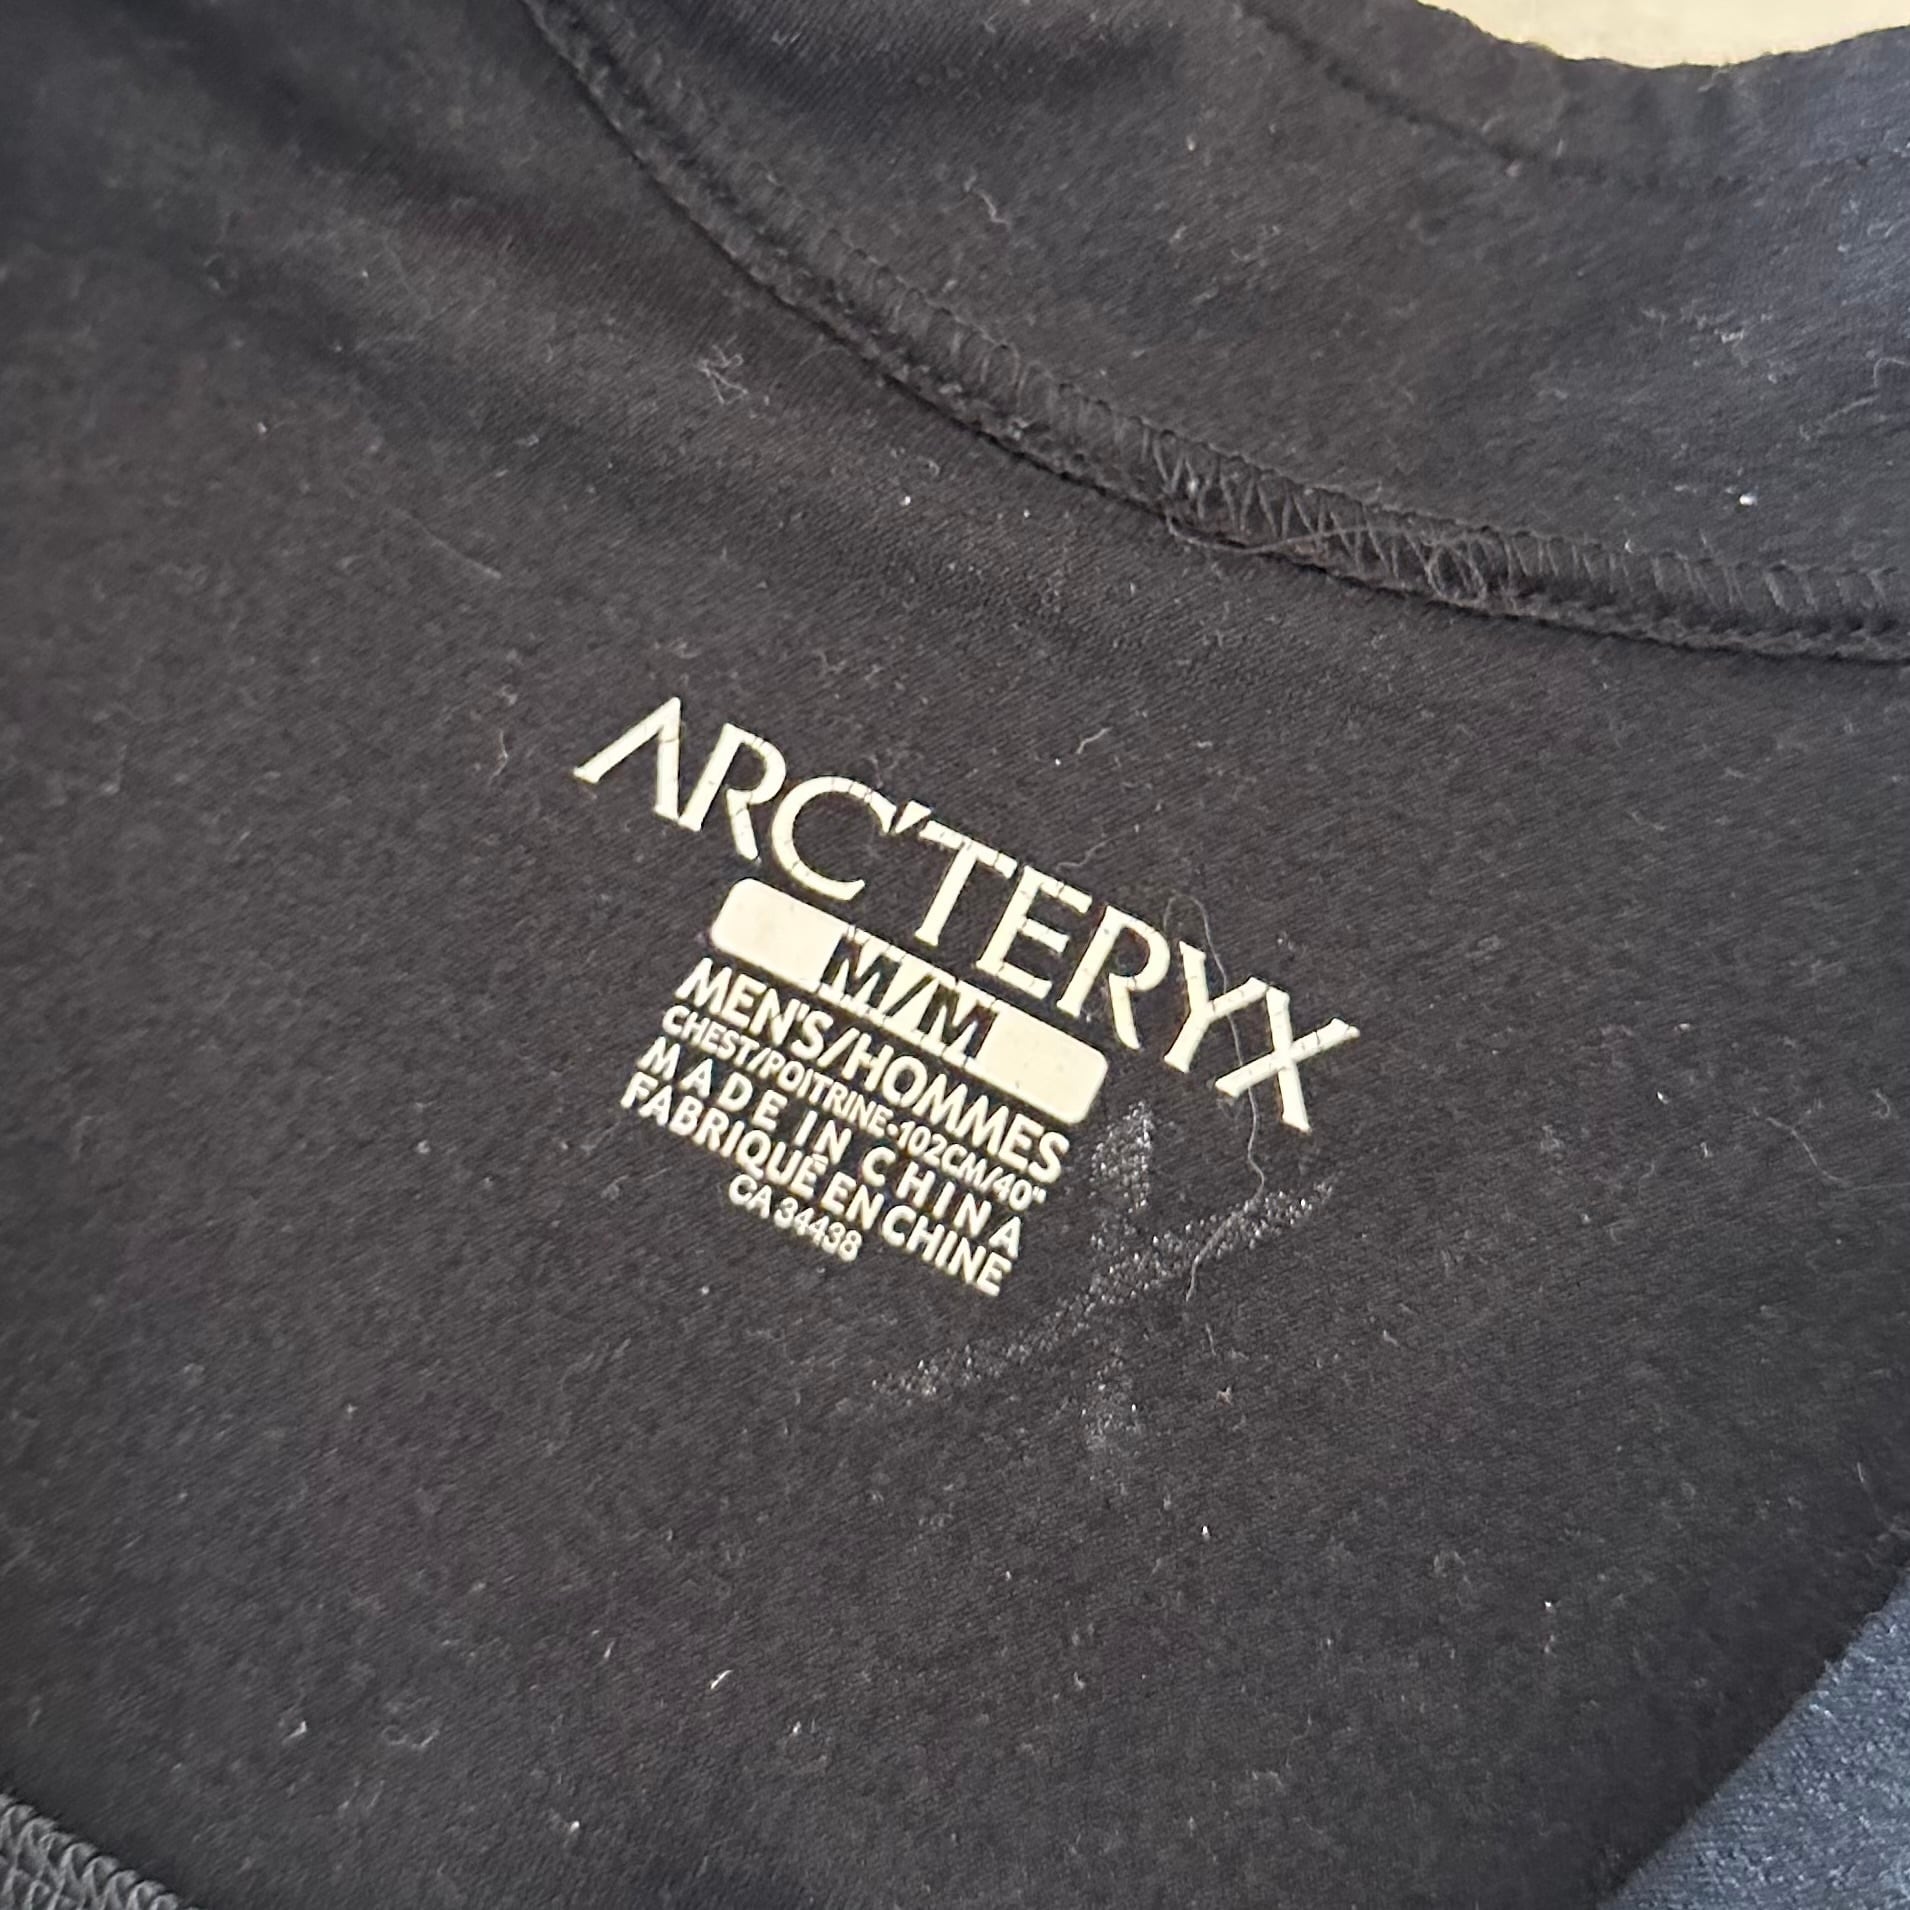 ARC'TERYX
M/M
MEN'S/HOMMES
CHEST/POITRINE-102CM/40"
MADE IN CHINA
FABRIQUÉ EN CHINE
CA 34438